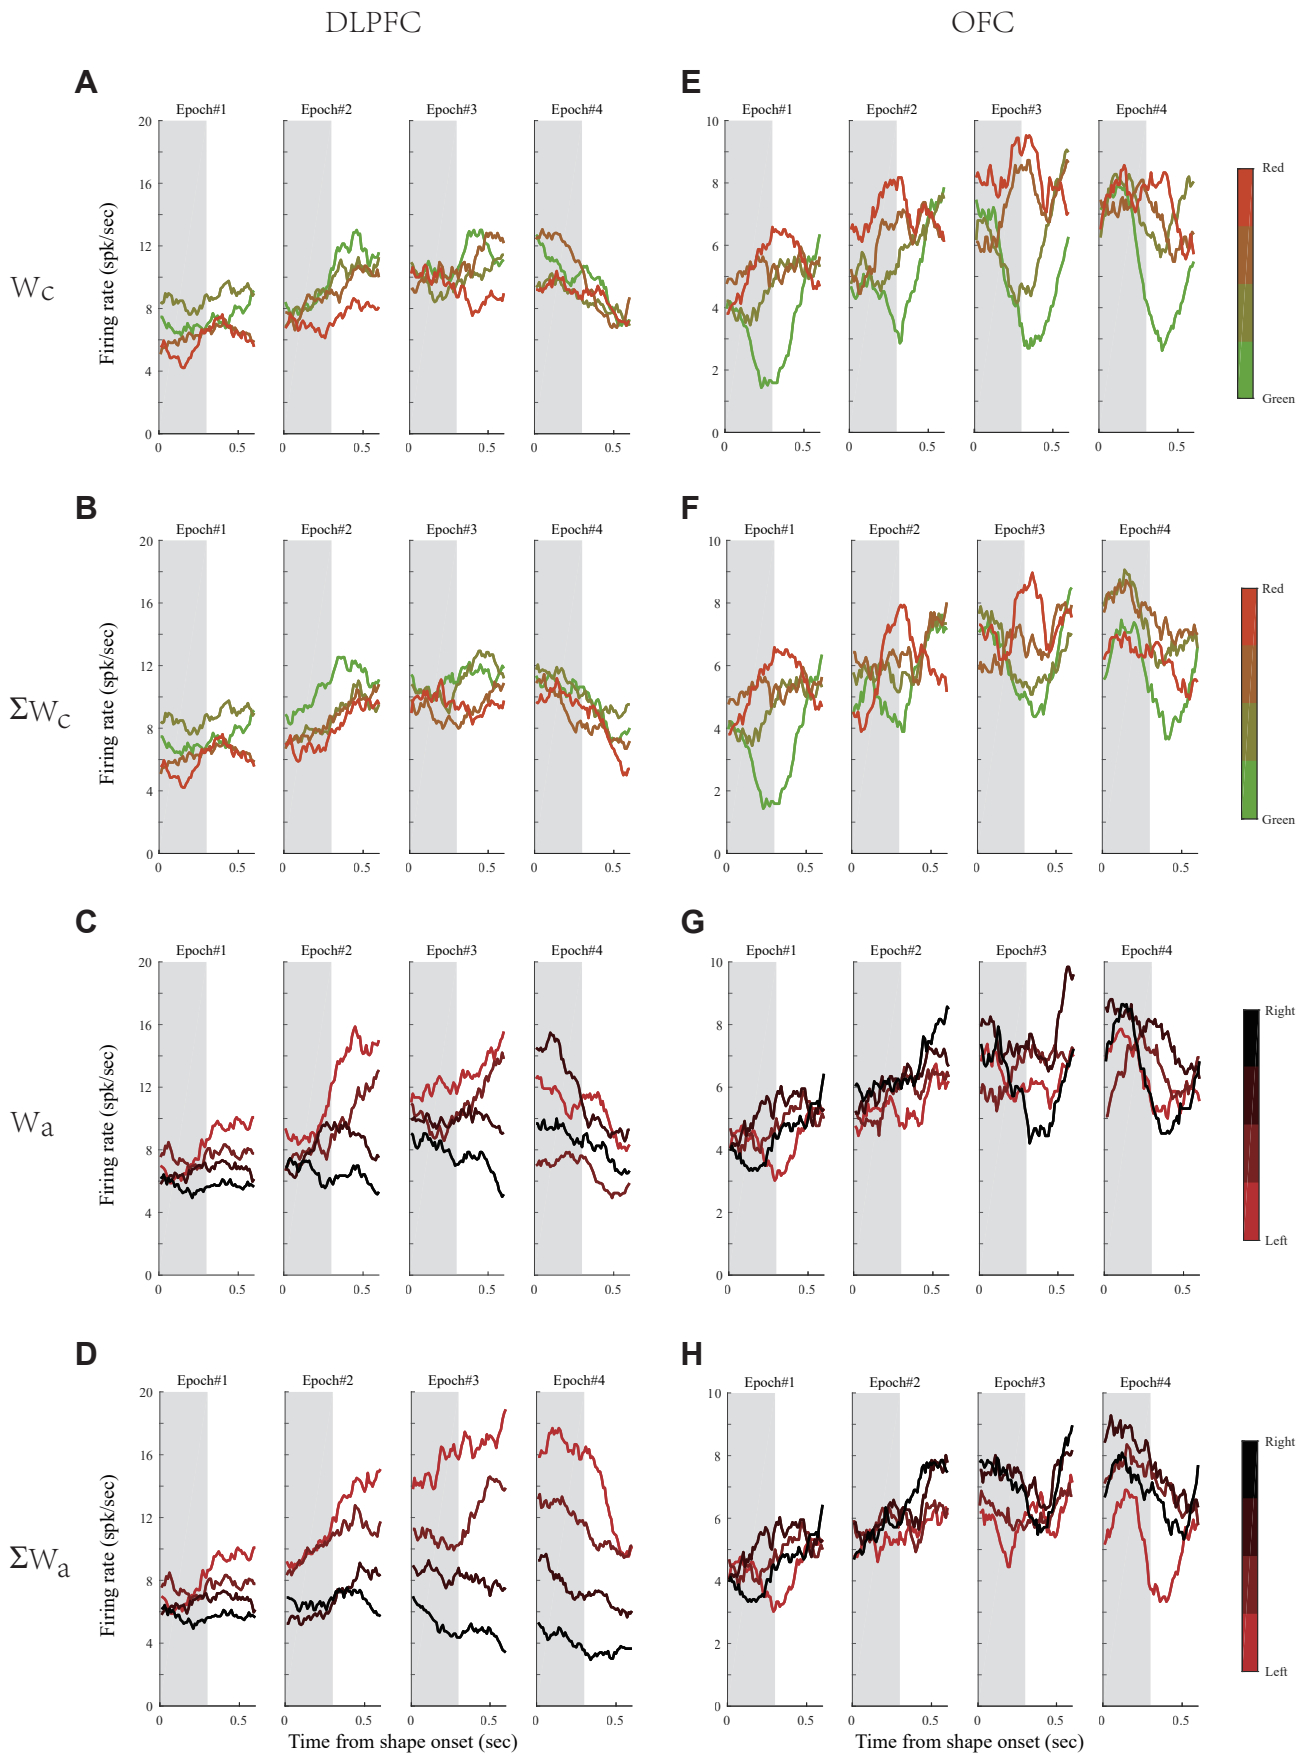 DLPFC OFC
A E
Epoch#1 Epoch#2 Epoch#3 Epoch#4 Epoch#1 Epoch#2 Epoch#3 Epoch#4
20 10
16 8
12 6
8 4
4 2
0 0
0 0.5 0 0.5 0 0.5 0 0.5 0 0.5 0 0.5 0 0.5 0 0.5
Wc
Firing rate (spk/sec)
Red
Green
B F
Epoch#1 Epoch#2 Epoch#3 Epoch#4 Epoch#1 Epoch#2 Epoch#3 Epoch#4
20 10
16 8
12 6
8 4
4 2
0 0
0 0.5 0 0.5 0 0.5 0 0.5 0 0.5 0 0.5 0 0.5 0 0.5
ΣWc
Firing rate (spk/sec)
Red
Green
C G
Epoch#1 Epoch#2 Epoch#3 Epoch#4 Epoch#1 Epoch#2 Epoch#3 Epoch#4
20 10
16 8
12 6
8 4
4 2
0 0
0 0.5 0 0.5 0 0.5 0 0.5 0 0.5 0 0.5 0 0.5 0 0.5
Wa
Firing rate (spk/sec)
Right
Left
D H
Epoch#1 Epoch#2 Epoch#3 Epoch#4 Epoch#1 Epoch#2 Epoch#3 Epoch#4
20 10
16 8
12 6
8 4
4 2
0 0
0 0.5 0 0.5 0 0.5 0 0.5 0 0.5 0 0.5 0 0.5 0 0.5
ΣWa
Firing rate (spk/sec)
Right
Left
Time from shape onset (sec) Time from shape onset (sec)